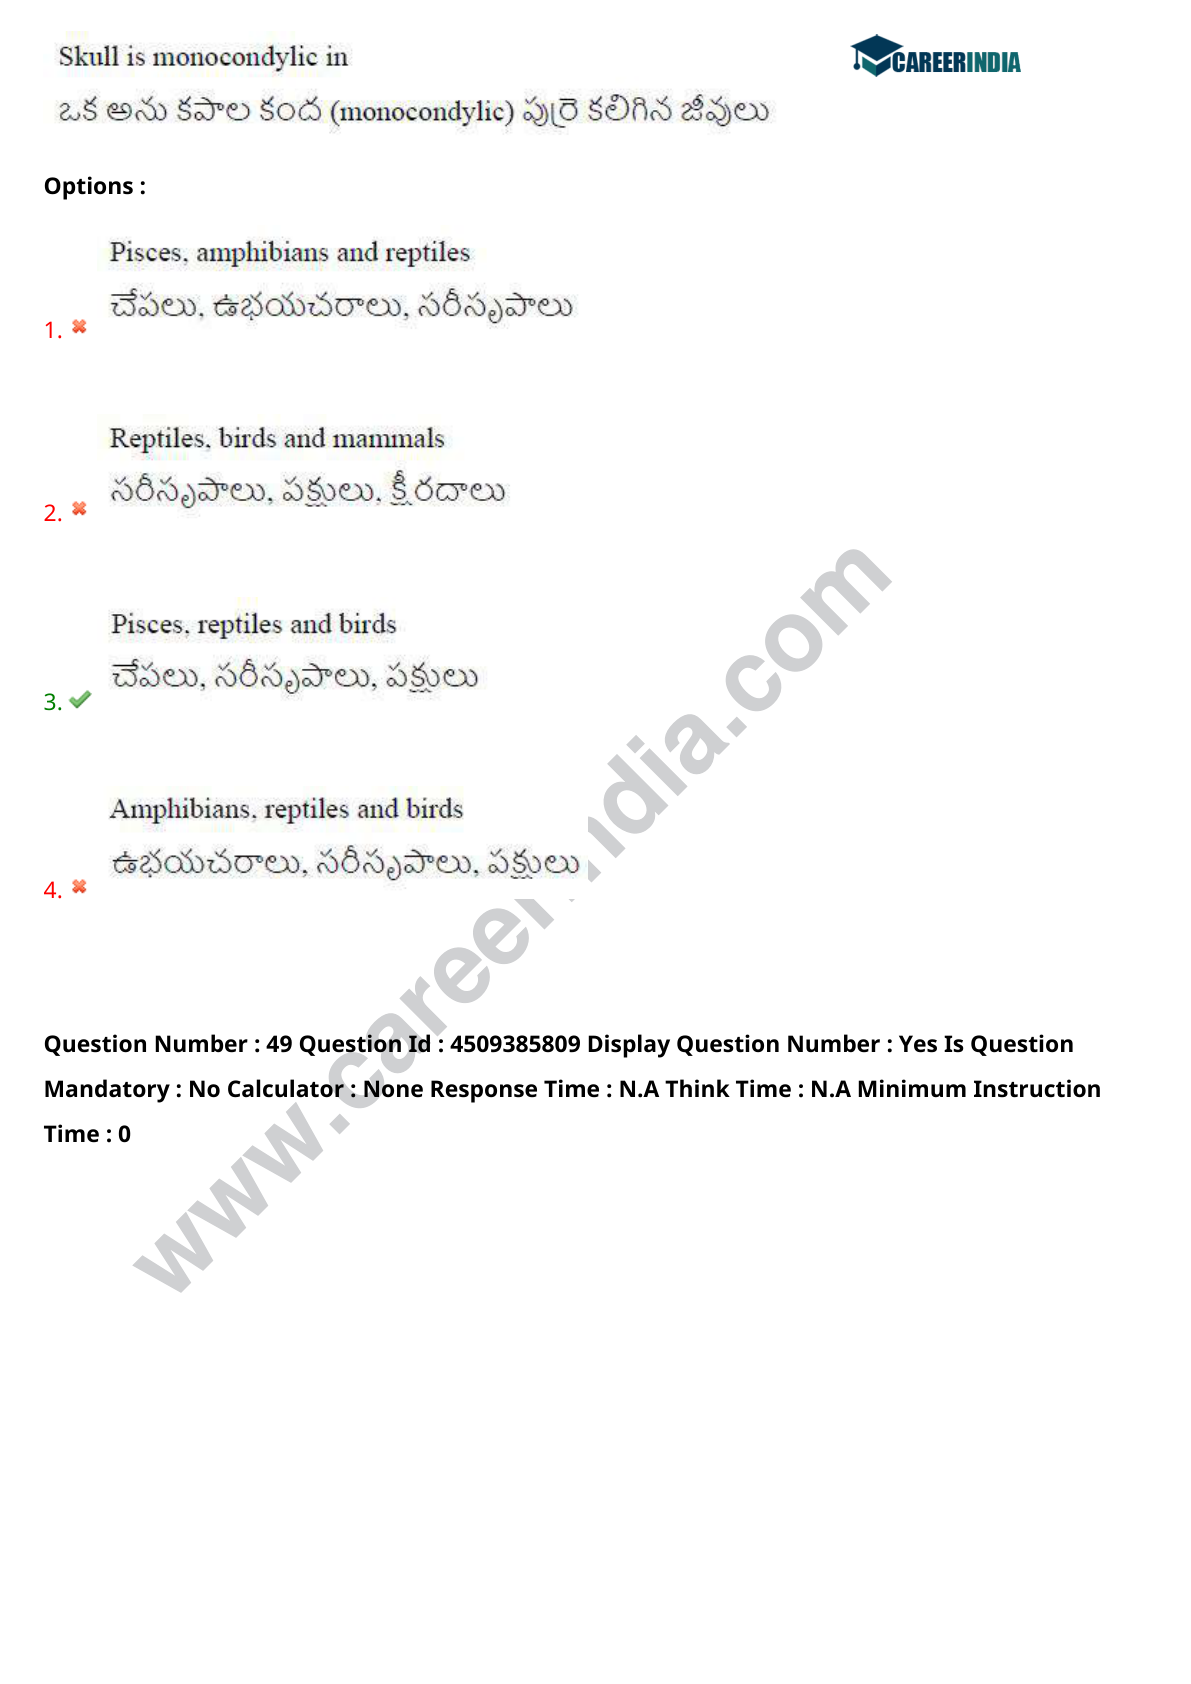 Skull is monocondylic in
CAREERINDIA
ఒక అను కపాల కంద (monocondylic) పుర్రె కలిగిన జీవులు
Options :
Pisces, amphibians and reptiles
చేపలు, ఉభయచరాలు, సరీసృపాలు
1.
Reptiles, birds and mammals
సరీసృపాలు, పక్షులు, క్షీరదాలు
2.
Pisces, reptiles and birds
చేపలు, సరీసృపాలు, పక్షులు
3.
Amphibians, reptiles and birds
ఉభయచరాలు, సరీసృపాలు, పక్షులు
4.
www.careerindia.com
Question Number : 49 Question Id : 4509385809 Display Question Number : Yes Is Question
Mandatory : No Calculator : None Response Time : N.A Think Time : N.A Minimum Instruction
Time : 0